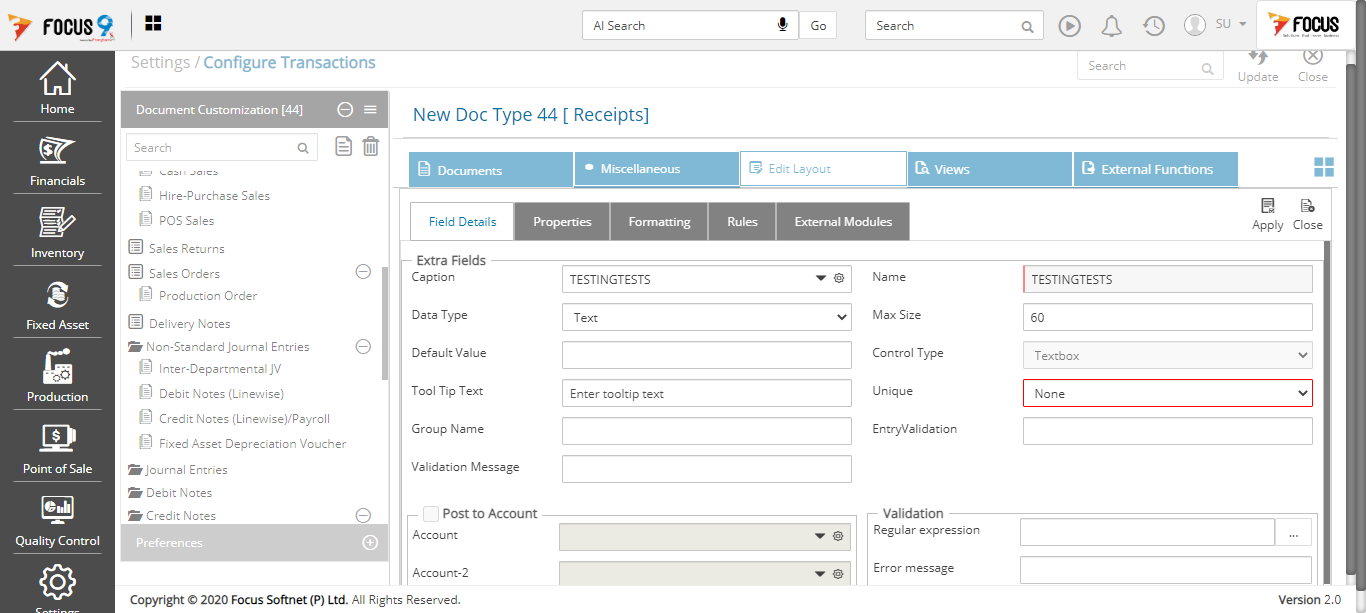 FOCUS 9
AI Search
Go
Search
SU
FOCUS
Settings / Configure Transactions
Search
Update
Close
Home
Financials
Inventory
Fixed Asset
Production
Point of Sale
Quality Control
Settings
Document Customization [44]
Search
Cash Sales
Hire-Purchase Sales
POS Sales
Sales Returns
Sales Orders
Production Order
Delivery Notes
Non-Standard Journal Entries
Inter-Departmental JV
Debit Notes (Linewise)
Credit Notes (Linewise)/Payroll
Fixed Asset Depreciation Voucher
Journal Entries
Debit Notes
Credit Notes
Preferences
New Doc Type 44 [ Receipts]
Documents
Miscellaneous
Edit Layout
Views
External Functions
Field Details
Properties
Formatting
Rules
External Modules
Apply
Close
Extra Fields
Caption
TESTINGTESTS
Name
TESTINGTESTS
Data Type
Text
Max Size
60
Default Value
Control Type
Textbox
Tool Tip Text
Enter tooltip text
Unique
None
Group Name
EntryValidation
Validation Message
Post to Account
Account
Account-2
Validation
Regular expression
...
Error message
Copyright © 2020 Focus Softnet (P) Ltd. All Rights Reserved.
Version 2.0